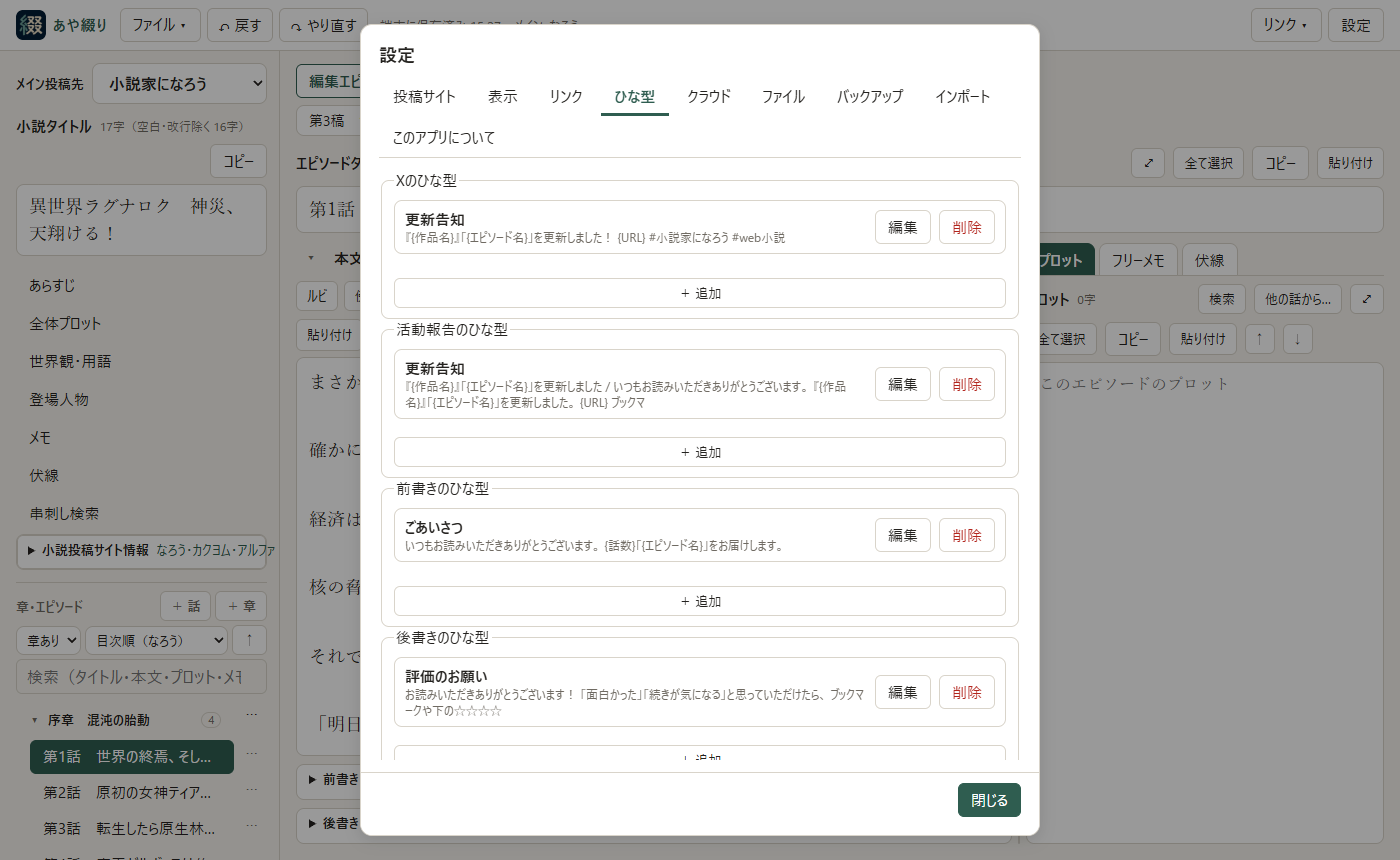 綴 あや綴り ファイル ▾ 戻す やり直す リンク ▾ 設定
メイン投稿先 小説家になろう
小説タイトル 17字（空白・改行除く16字）
コピー
異世界ラグナロク　神災、
天翔ける！
あらすじ
全体プロット
世界観・用語
登場人物
メモ
伏線
串刺し検索
▶ 小説投稿サイト情報 なろう・カクヨム・アルファ
章・エピソード ＋ 話 ＋ 章
章あり 目次順（なろう） ↑
検索（タイトル・本文・プロット・メモ
▾ 序章　混沌の胎動 4 …
第1話　世界の終焉、そし... …
第2話　原初の女神ティア... …
第3話　転生したら原生林... …
編集エピ
第3稿
エピソードタ
第1話
▾ 本文
ルビ
貼り付け
まさか
確かに
経済は
核の脅
それで
「明日
▶ 前書き
▶ 後書き
設定
投稿サイト 表示 リンク ひな型 クラウド ファイル バックアップ インポート
このアプリについて
Xのひな型
更新告知
『{作品名}』「{エピソード名}」を更新しました！ {URL} #小説家になろう #web小説
編集 削除
＋ 追加
活動報告のひな型
更新告知
『{作品名}』「{エピソード名}」を更新しました / いつもお読みいただきありがとうございます。『{作品
名}』「{エピソード名}」を更新しました。{URL} ブックマ
編集 削除
＋ 追加
前書きのひな型
ごあいさつ
いつもお読みいただきありがとうございます。{話数}「{エピソード名}」をお届けします。
編集 削除
＋ 追加
後書きのひな型
評価のお願い
お読みいただきありがとうございます！「面白かった」「続きが気になる」と思っていただけたら、ブックマ
ークや下の☆☆☆☆
編集 削除
＋ 追加
閉じる
⤢ 全て選択 コピー 貼り付け
プロット フリーメモ 伏線
ロット 0字 検索 他の話から... ⤢
全て選択 コピー 貼り付け ↑ ↓
このエピソードのプロット